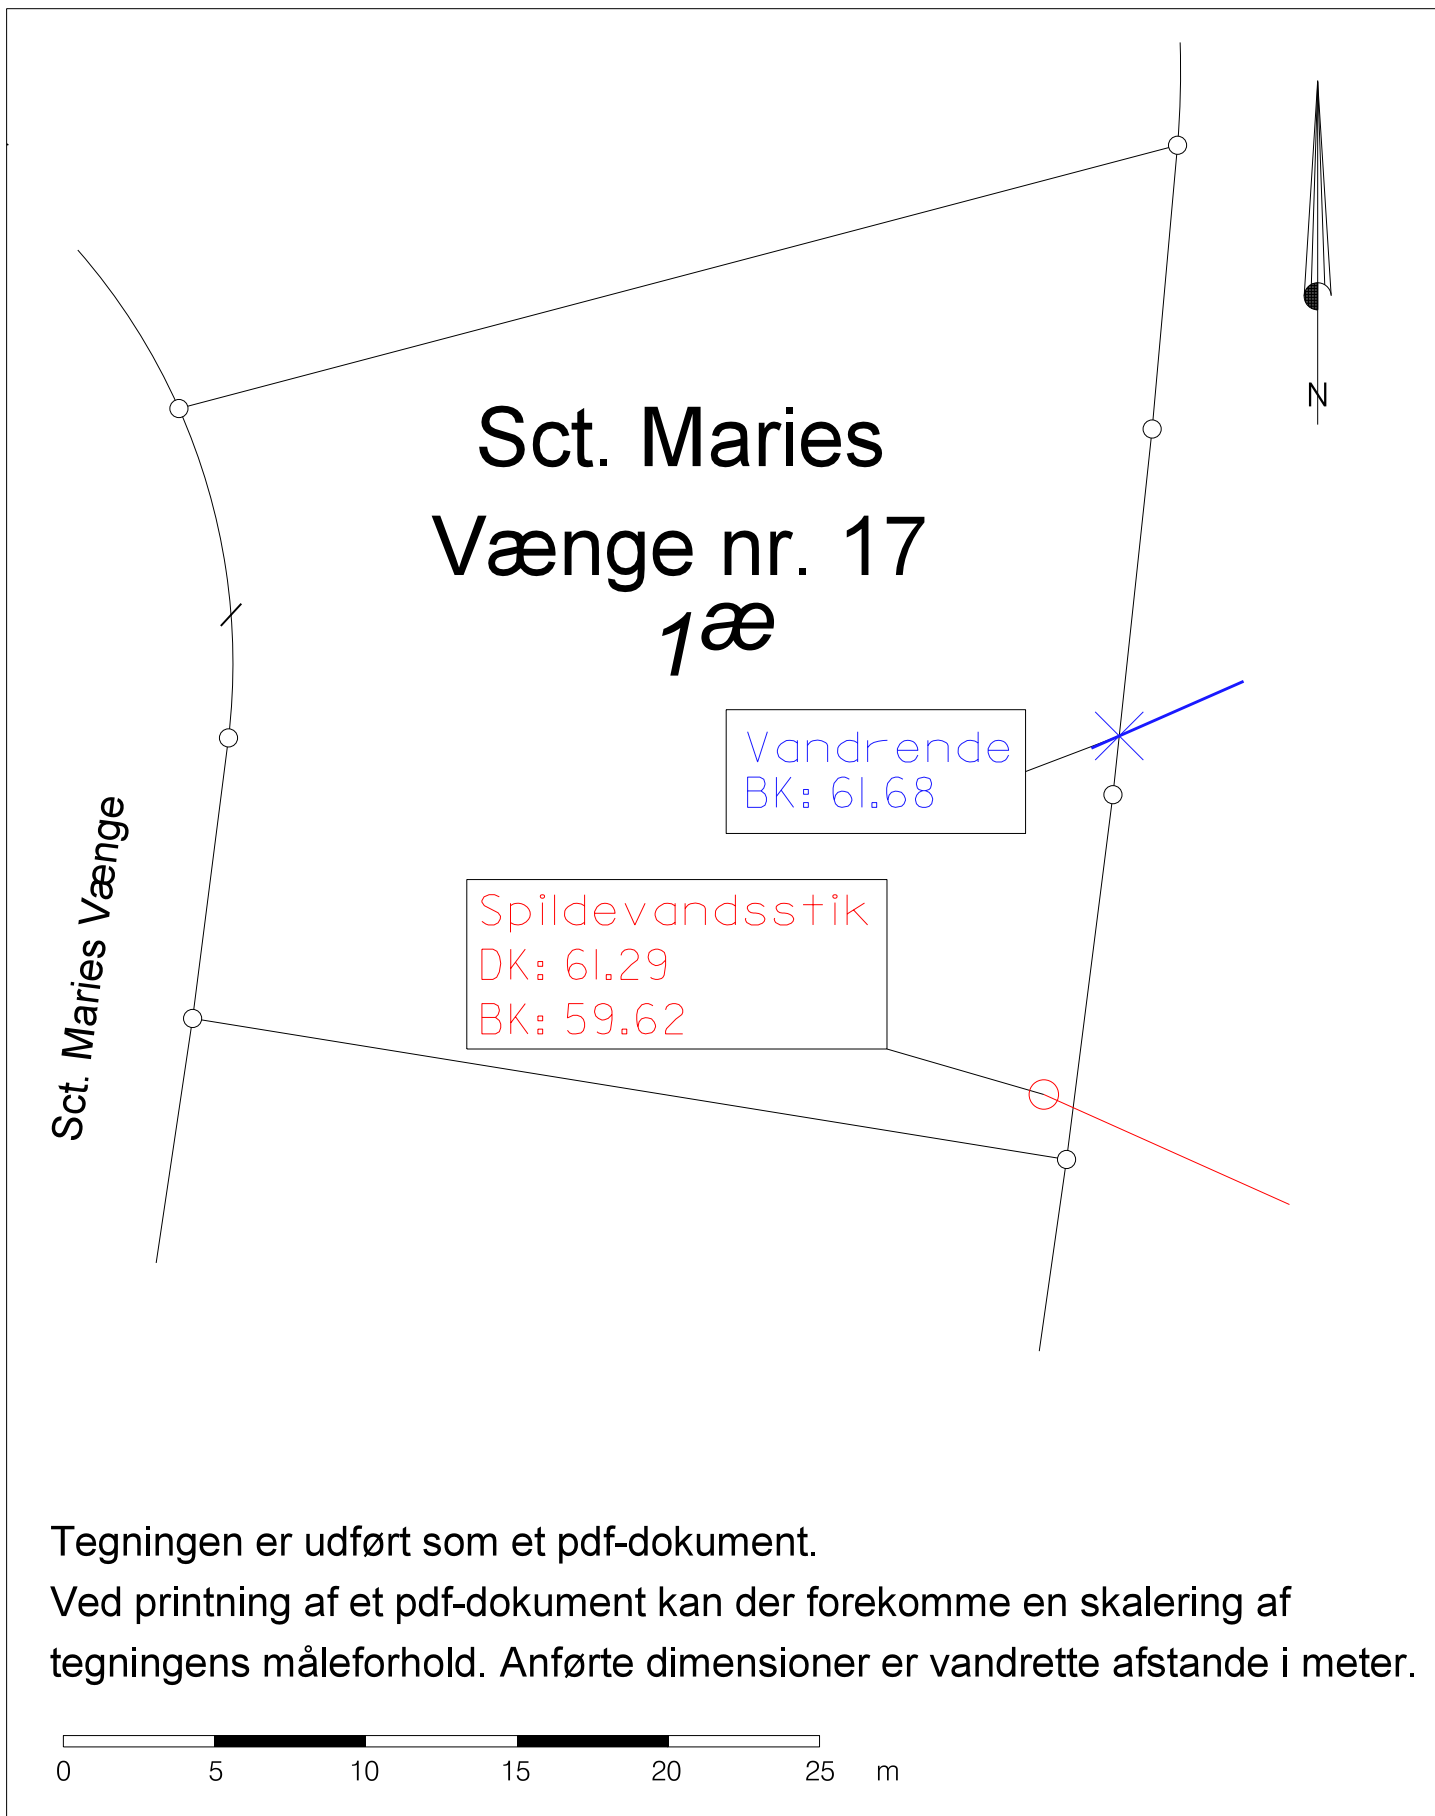 N
Sct. Maries
Vænge nr. 17
1æ
Vandrende
BK: 61.68
Spildevandsstik
DK: 61.29
BK: 59.62
Sct. Maries Vænge
Tegningen er udført som et pdf-dokument.
Ved printning af et pdf-dokument kan der forekomme en skalering af
tegningens måleforhold. Anførte dimensioner er vandrette afstande i meter.
0 5 10 15 20 25 m